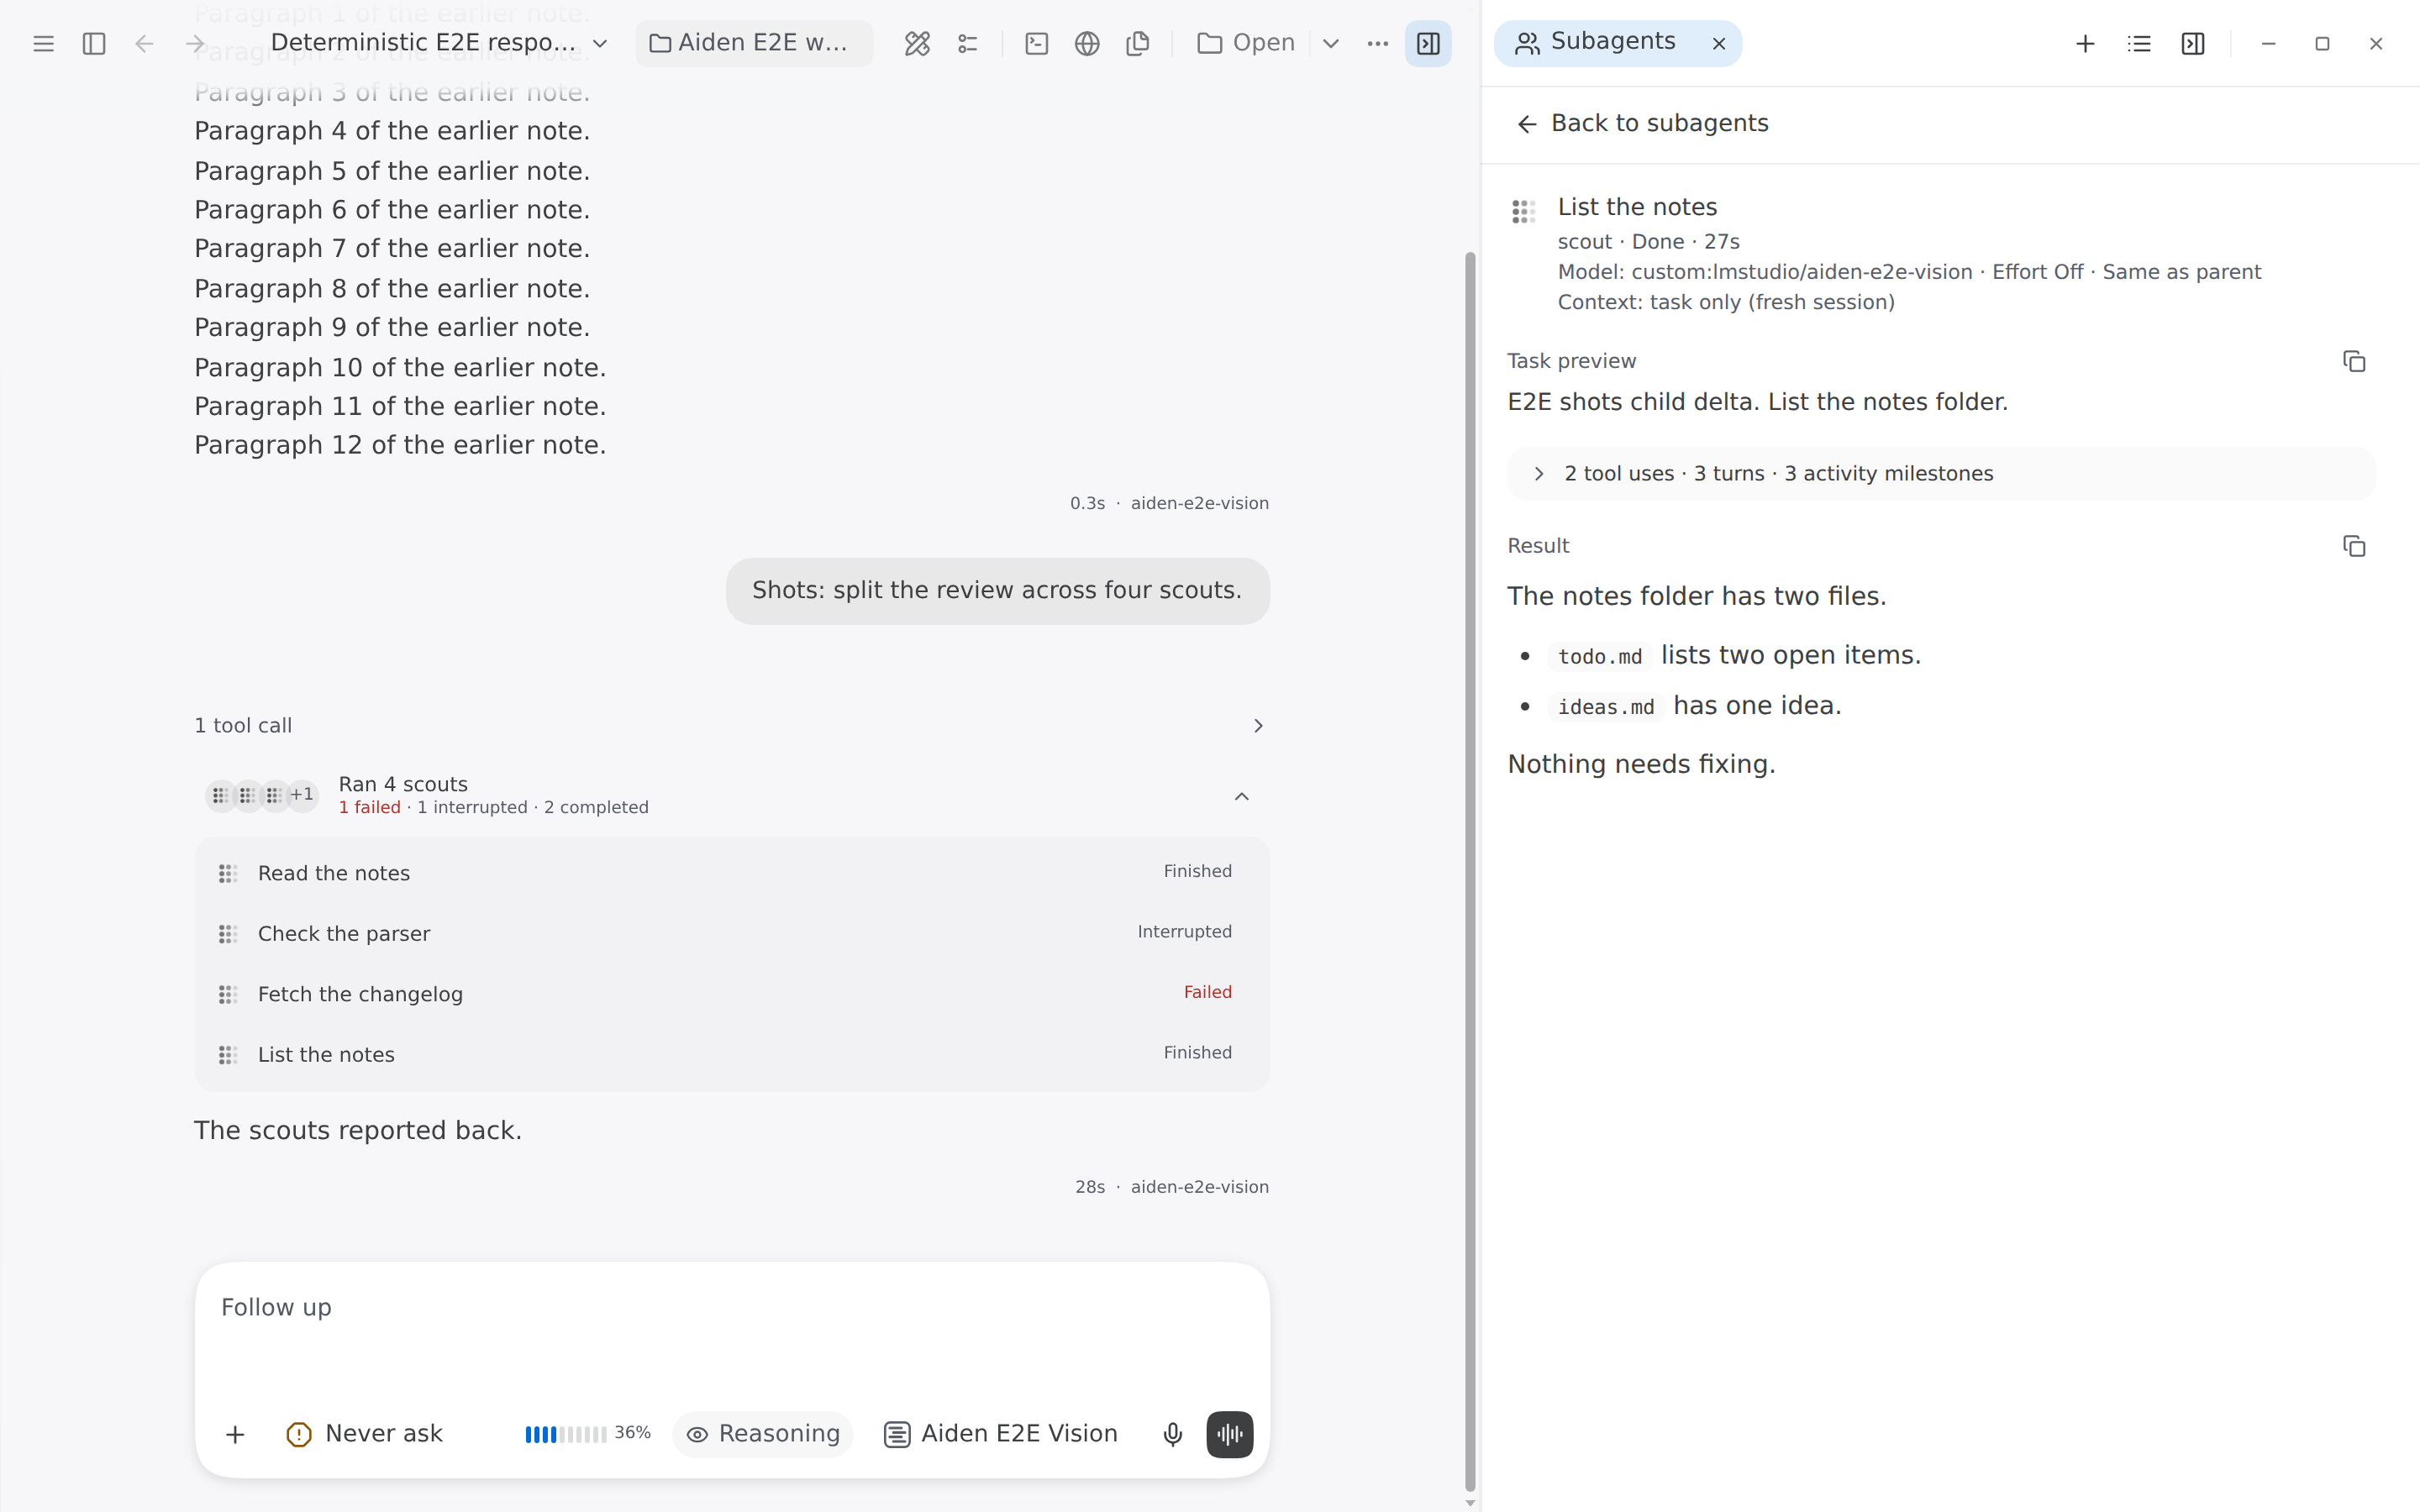 Paragraph 1 of the earlier note.
Deterministic E2E respo...
Aiden E2E w...
Open
Paragraph 2 of the earlier note.
Paragraph 3 of the earlier note.
Paragraph 4 of the earlier note.
Paragraph 5 of the earlier note.
Paragraph 6 of the earlier note.
Paragraph 7 of the earlier note.
Paragraph 8 of the earlier note.
Paragraph 9 of the earlier note.
Paragraph 10 of the earlier note.
Paragraph 11 of the earlier note.
Paragraph 12 of the earlier note.
0.3s · aiden-e2e-vision
Shots: split the review across four scouts.
1 tool call
+1
Ran 4 scouts
1 failed · 1 interrupted · 2 completed
Read the notes Finished
Check the parser Interrupted
Fetch the changelog Failed
List the notes Finished
The scouts reported back.
28s · aiden-e2e-vision
Follow up
Never ask
36%
Reasoning
Aiden E2E Vision
Subagents
Back to subagents
List the notes
scout · Done · 27s
Model: custom:lmstudio/aiden-e2e-vision · Effort Off · Same as parent
Context: task only (fresh session)
Task preview
E2E shots child delta. List the notes folder.
2 tool uses · 3 turns · 3 activity milestones
Result
The notes folder has two files.
• todo.md lists two open items.
• ideas.md has one idea.
Nothing needs fixing.